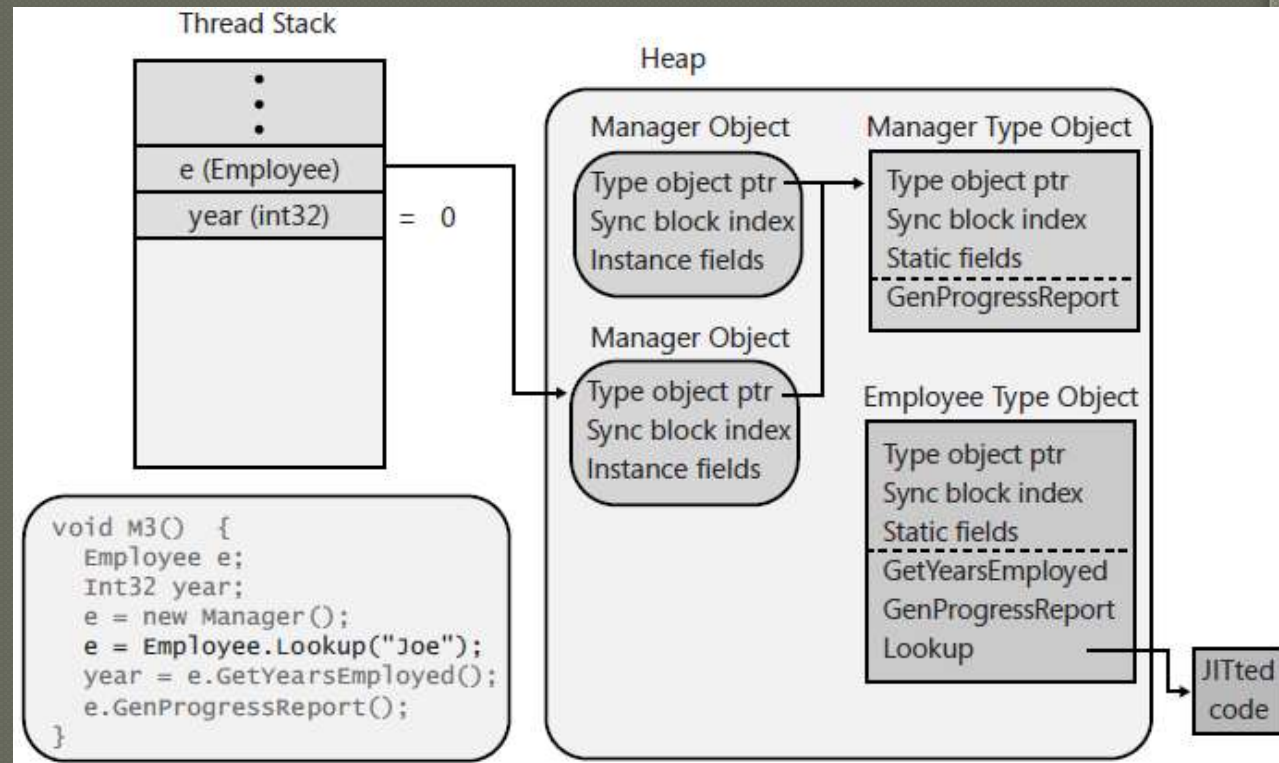 Thread Stack
e (Employee)
year (int32)
= 0
Heap
Manager Object
Type object ptr
Sync block index
Instance fields
Manager Object
Type object ptr
Sync block index
Instance fields
Manager Type Object
Type object ptr
Sync block index
Static fields
GenProgressReport
Employee Type Object
Type object ptr
Sync block index
Static fields
GetYearsEmployed
GenProgressReport
Lookup
JITted
code
void M3() {
Employee e;
Int32 year;
e = new Manager();
e = Employee.Lookup("Joe");
year = e.GetYearsEmployed();
e.GenProgressReport();
}